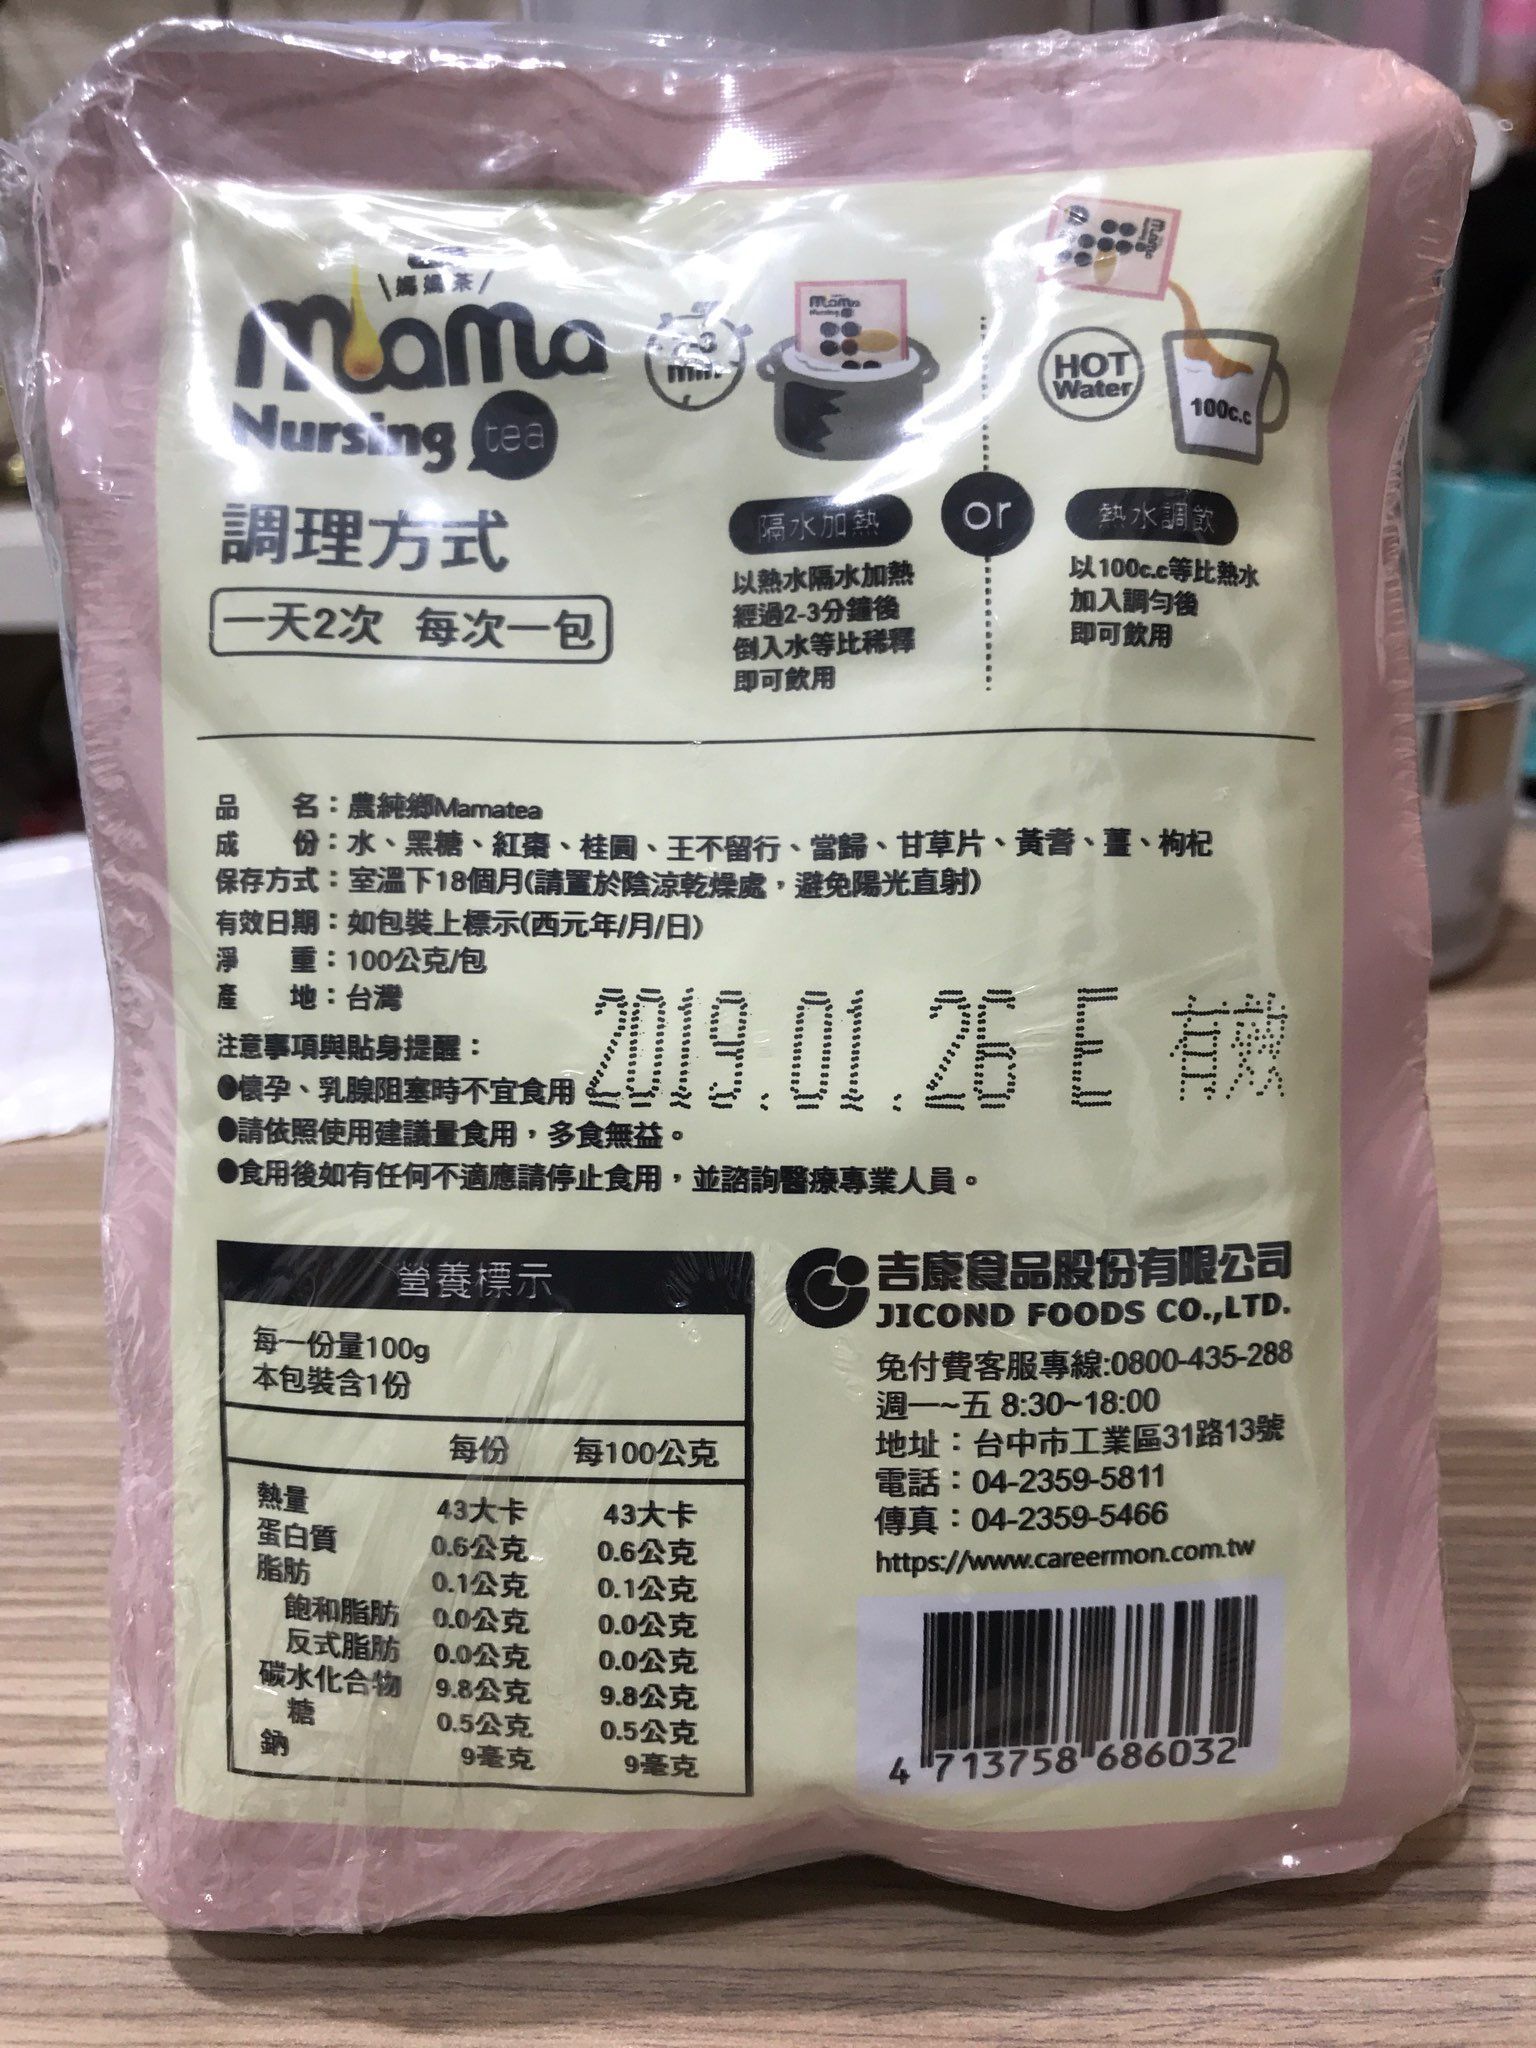 媽媽茶
mama
Nursing tea
調理方式
一天2次 每次一包
min
mama
HOT
Water
100c.c
隔水加熱
or
熱水調飲
以熱水隔水加熱
經過2-3分鐘後
倒入水等比稀釋
即可飲用
以100c.c等比熱水
加入調勻後
即可飲用
品名：農純鄉Mamatea
成份：水、黑糖、紅棗、桂圓、王不留行、當歸、甘草片、黃耆、薑、枸杞
保存方式：室溫下18個月(請置於陰涼乾燥處，避免陽光直射)
有效日期：如包裝上標示(西元年/月/日)
淨重：100公克/包
產地：台灣
2019.01.26 E 有效
注意事項與貼身提醒：
●懷孕、乳腺阻塞時不宜食用
●請依照使用建議量食用，多食無益。
●食用後如有任何不適應請停止食用，並諮詢醫療專業人員。
營養標示
每一份量100g
本包裝含1份
每份 每100公克
熱量 43大卡 43大卡
蛋白質 0.6公克 0.6公克
脂肪 0.1公克 0.1公克
飽和脂肪 0.0公克 0.0公克
反式脂肪 0.0公克 0.0公克
碳水化合物 9.8公克 9.8公克
糖 0.5公克 0.5公克
鈉 9毫克 9毫克
吉康食品股份有限公司
JICOND FOODS CO.,LTD.
免付費客服專線:0800-435-288
週一~五 8:30~18:00
地址：台中市工業區31路13號
電話：04-2359-5811
傳真：04-2359-5466
https://www.careermon.com.tw
4 713758 686032